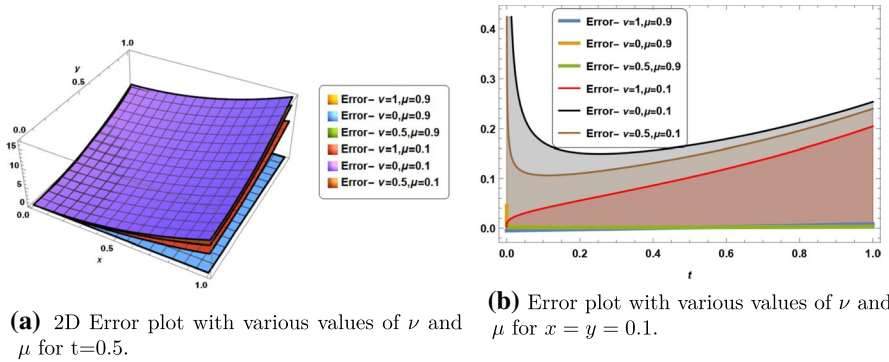 1.0
y
0.5
0.0
15
10
5
0
0.0
0.5
x
1.0
1.0
Error– ν=1,μ=0.9
Error– ν=0,μ=0.9
Error– ν=0.5,μ=0.9
Error– ν=1,μ=0.1
Error– ν=0,μ=0.1
Error– ν=0.5,μ=0.1
(a) 2D Error plot with various values of ν and
μ for t=0.5.
0.4
0.3
0.2
0.1
0.0
Error– ν=1,μ=0.9
Error– ν=0,μ=0.9
Error– ν=0.5,μ=0.9
Error– ν=1,μ=0.1
Error– ν=0,μ=0.1
Error– ν=0.5,μ=0.1
0.0 0.2 0.4 0.6 0.8 1.0
t
(b) Error plot with various values of ν and
μ for x = y = 0.1.